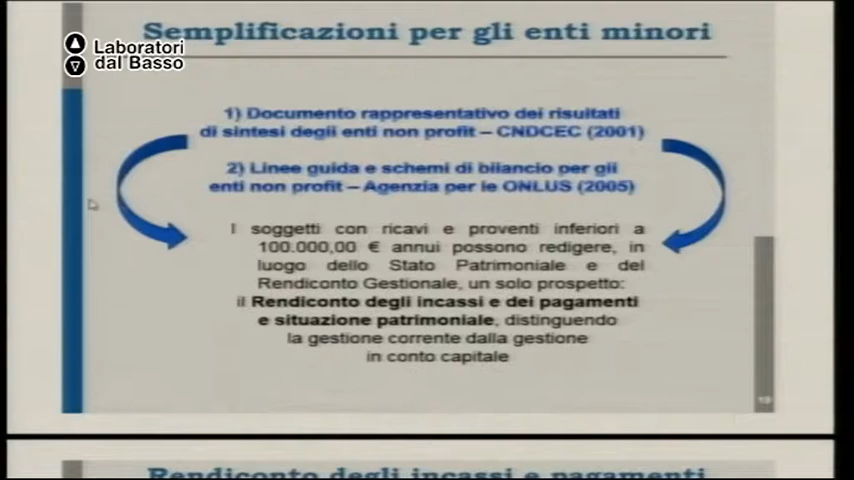 Semplificazioni per gli enti minori
Laboratori
dal Basso
1) Documento rappresentativo dei risultati
di sintesi degli enti non profit – CNDCEC (2001)
2) Linee guida e schemi di bilancio per gli
enti non profit – Agenzia per le ONLUS (2005)
I soggetti con ricavi e proventi inferiori a
100.000,00 € annui possono redigere, in
luogo dello Stato Patrimoniale e del
Rendiconto Gestionale, un solo prospetto:
il Rendiconto degli incassi e dei pagamenti
e situazione patrimoniale, distinguendo
la gestione corrente dalla gestione
in conto capitale
Rendiconto degli incassi e pagamenti